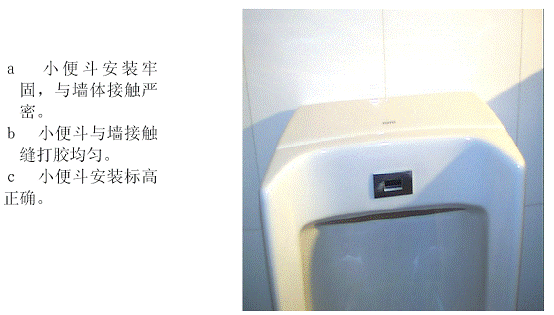 a 小便斗安装牢
固，与墙体接触严
密。
b 小便斗与墙接触
缝打胶均匀。
c 小便斗安装标高
正确。